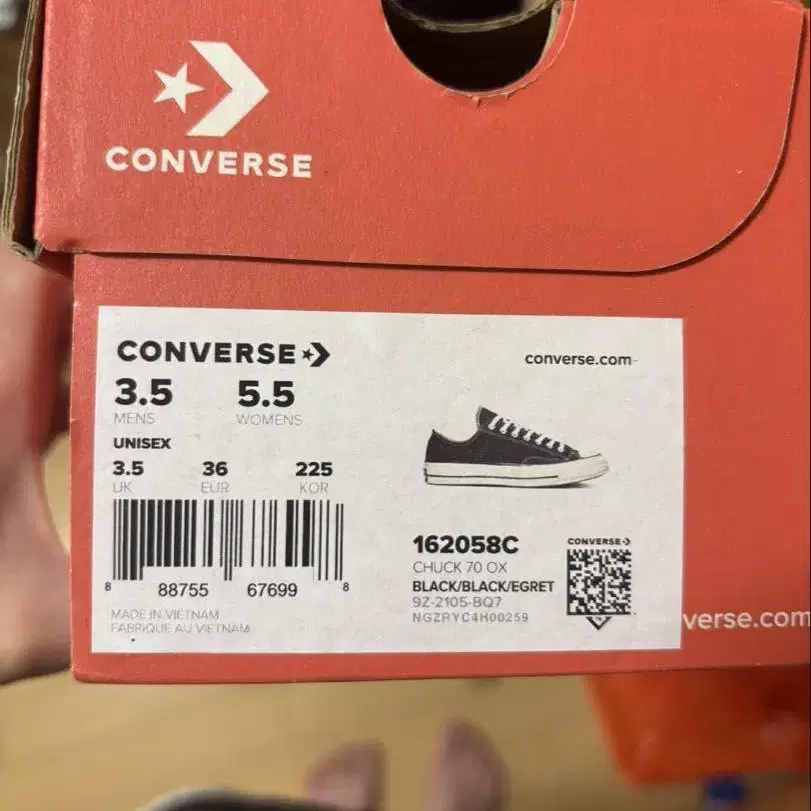 CONVERSE
CONVERSE
converse.com
3.5 5.5
MENS WOMENS
UNISEX
3.5 36 225
UK EUR KOR
8 88755 67699 8
MADE IN VIETNAM
FABRIQUE AU VIETNAM
162058C
CHUCK 70 OX
BLACK/BLACK/EGRET
9Z-2105-BQ7
NGZRYC4H00259
CONVERSE
verse.com